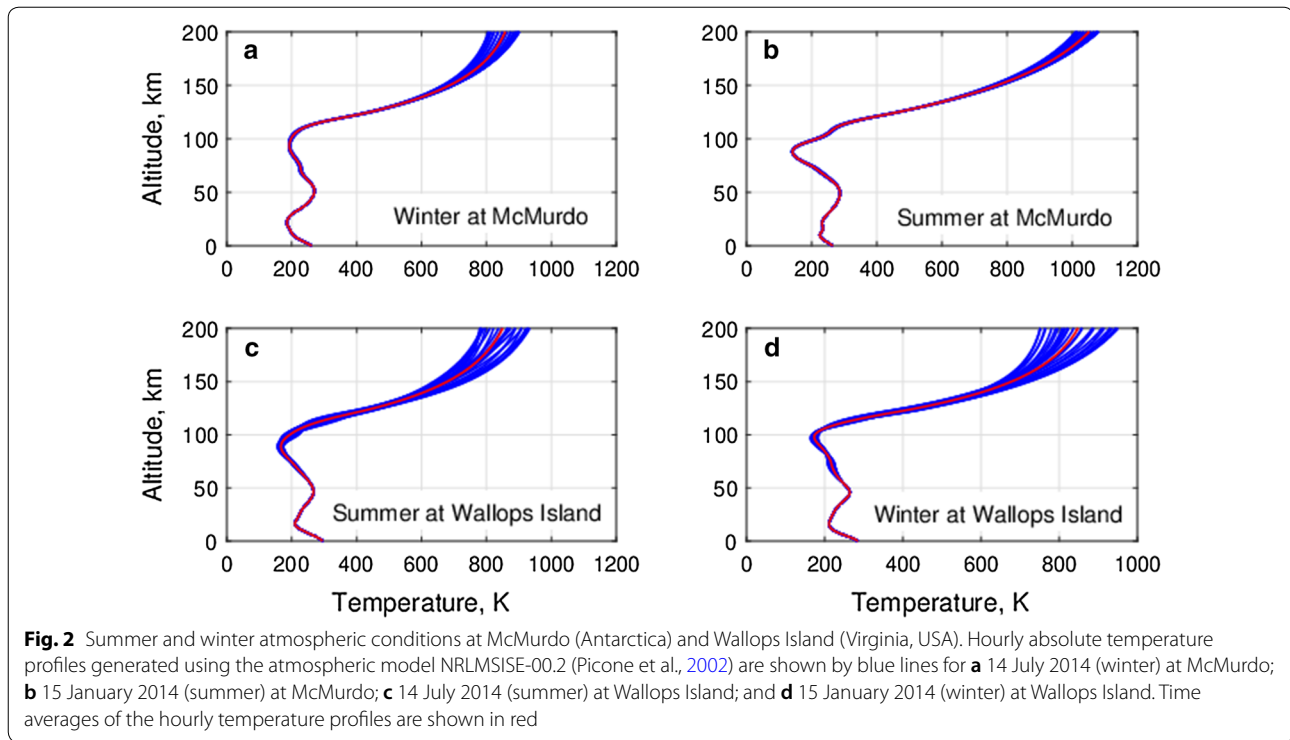 a
Altitude, km
200
150
100
50
0
Winter at McMurdo
0 200 400 600 800 1000 1200
b
200
150
100
50
0
Summer at McMurdo
0 200 400 600 800 1000 1200
c
Altitude, km
200
150
100
50
0
Summer at Wallops Island
0 200 400 600 800 1000 1200
Temperature, K
d
200
150
100
50
0
Winter at Wallops Island
0 200 400 600 800 1000
Temperature, K
Fig. 2 Summer and winter atmospheric conditions at McMurdo (Antarctica) and Wallops Island (Virginia, USA). Hourly absolute temperature
profiles generated using the atmospheric model NRLMSISE-00.2 (Picone et al., 2002) are shown by blue lines for a 14 July 2014 (winter) at McMurdo;
b 15 January 2014 (summer) at McMurdo; c 14 July 2014 (summer) at Wallops Island; and d 15 January 2014 (winter) at Wallops Island. Time
averages of the hourly temperature profiles are shown in red